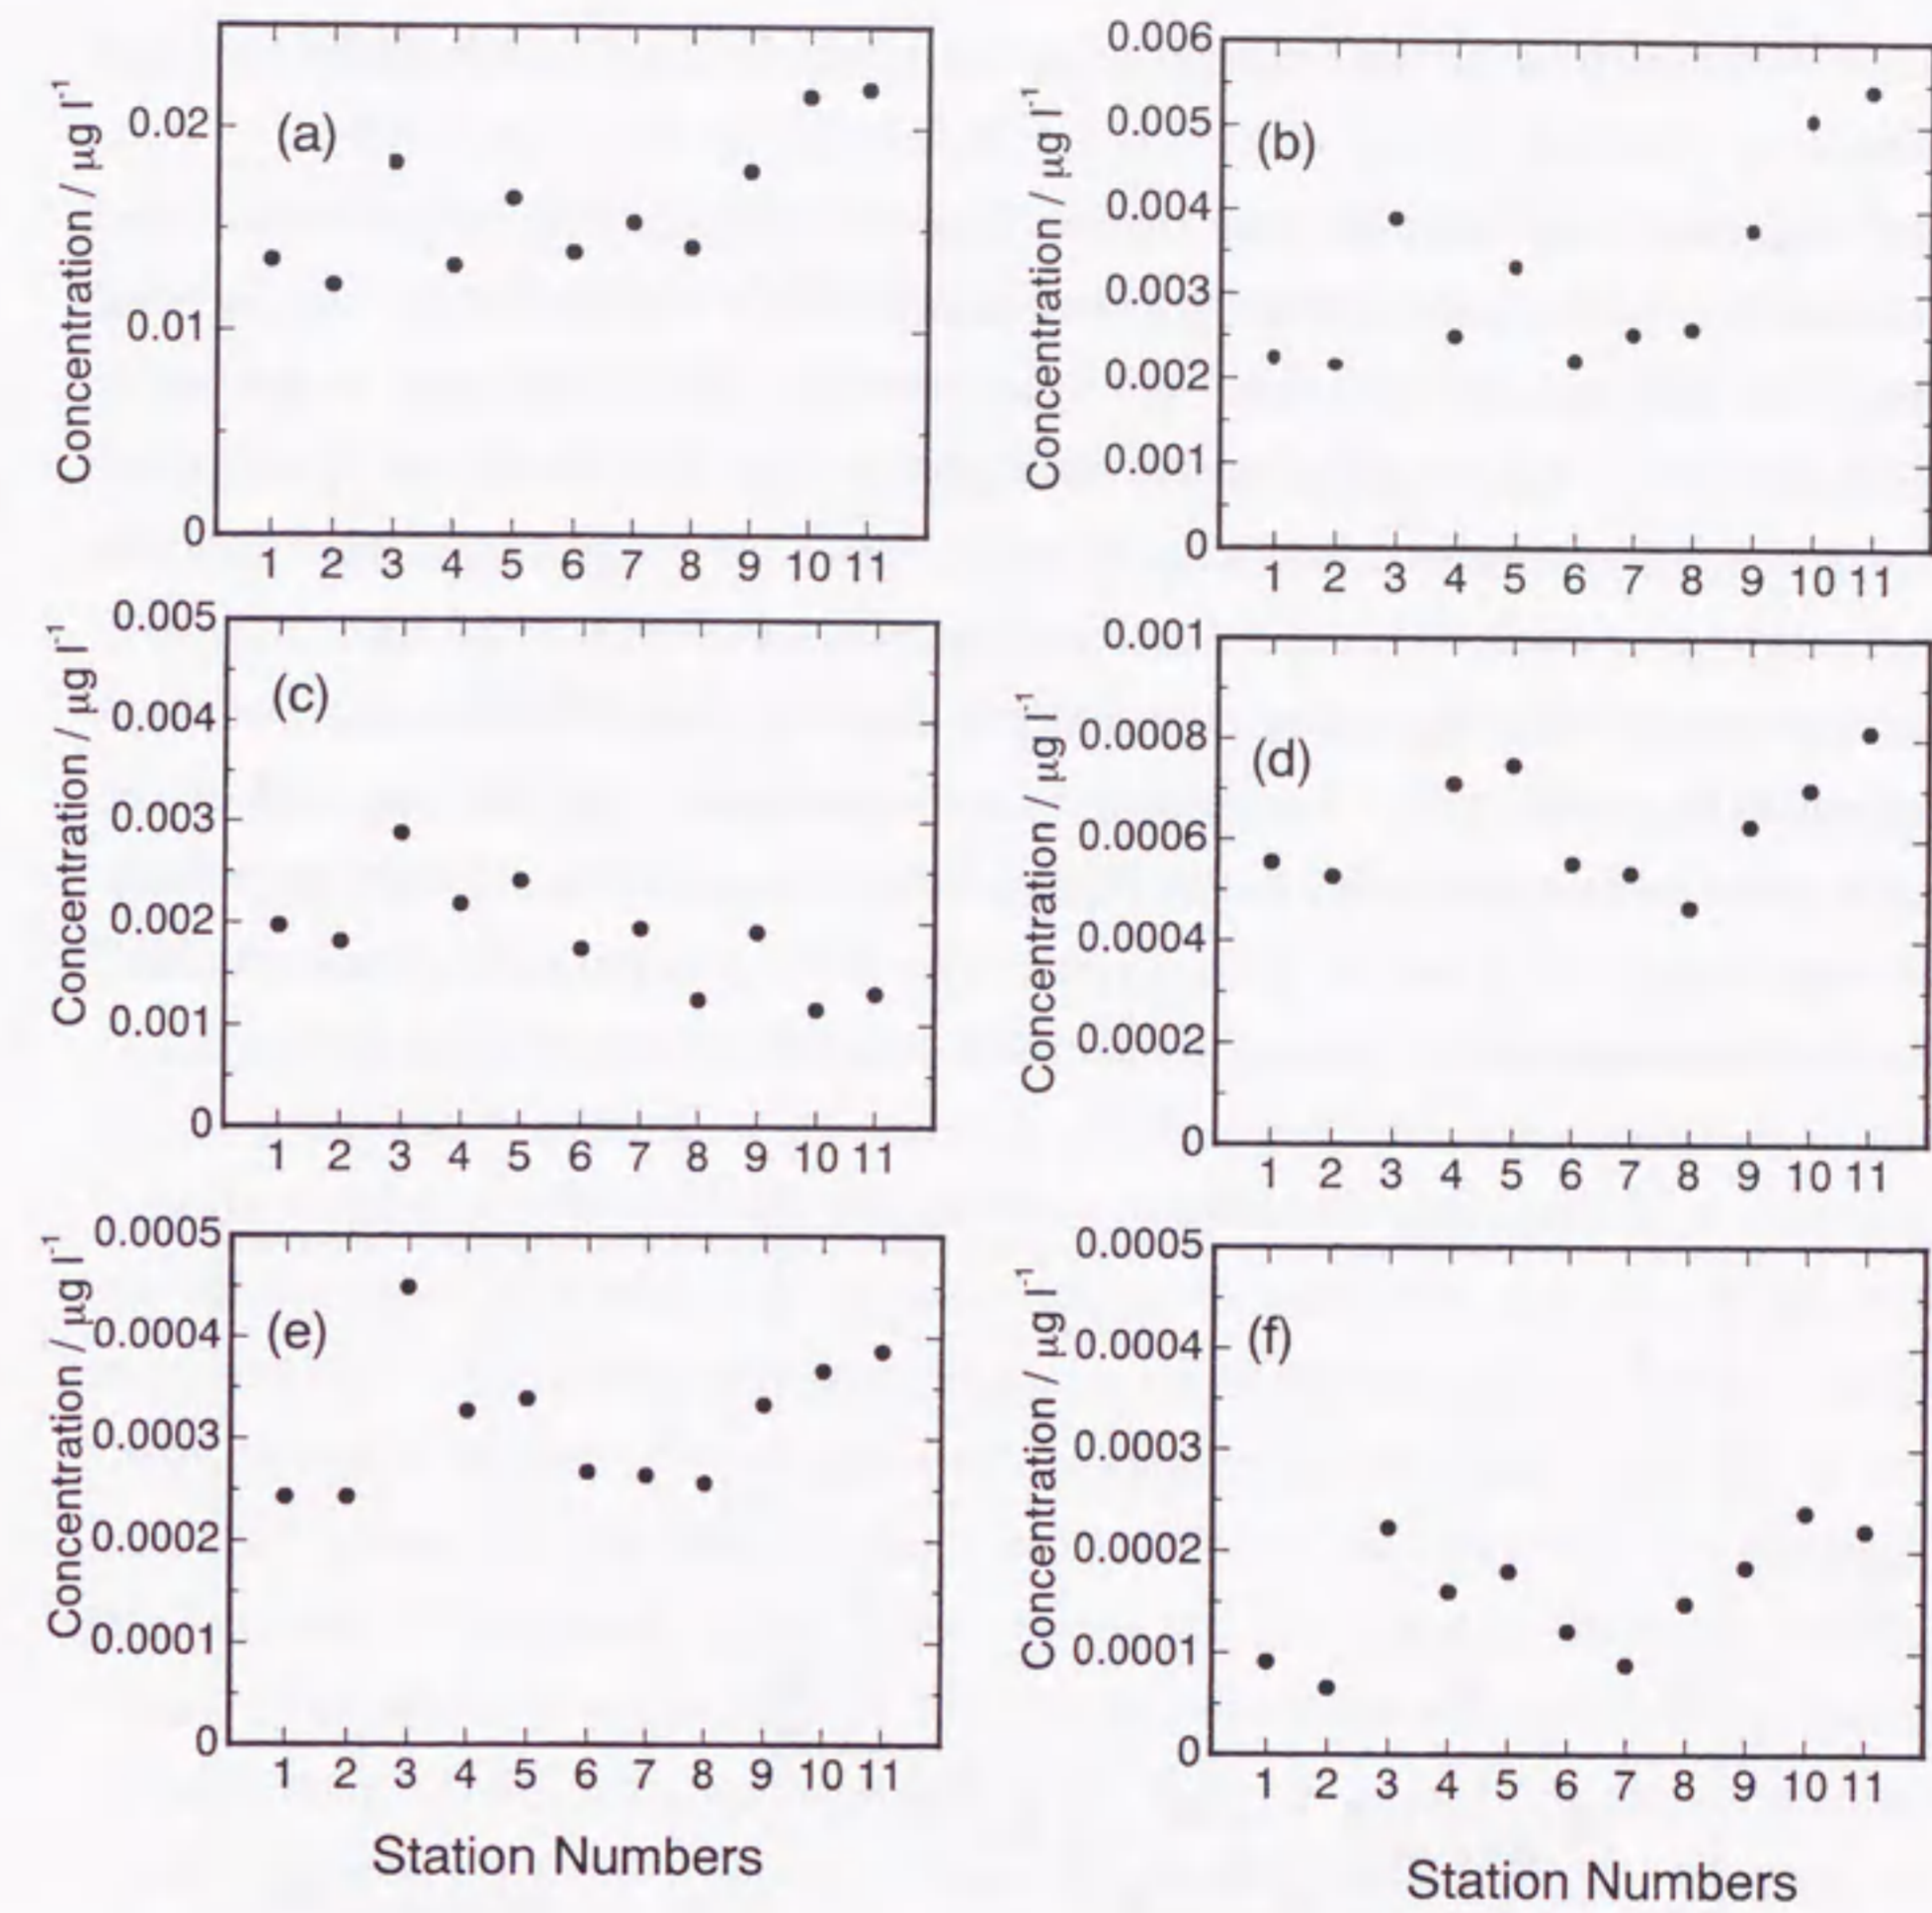 Concentration / µg l-1
(a)
0.02
0.01
0
1 2 3 4 5 6 7 8 9 10 11
Concentration / µg l-1
(b)
0.006
0.005
0.004
0.003
0.002
0.001
0
1 2 3 4 5 6 7 8 9 10 11
Concentration / µg l-1
(c)
0.005
0.004
0.003
0.002
0.001
0
1 2 3 4 5 6 7 8 9 10 11
Concentration / µg l-1
(d)
0.001
0.0008
0.0006
0.0004
0.0002
0
1 2 3 4 5 6 7 8 9 10 11
Concentration / µg l-1
(e)
0.0005
0.0004
0.0003
0.0002
0.0001
0
1 2 3 4 5 6 7 8 9 10 11
Station Numbers
Concentration / µg l-1
(f)
0.0005
0.0004
0.0003
0.0002
0.0001
0
1 2 3 4 5 6 7 8 9 10 11
Station Numbers